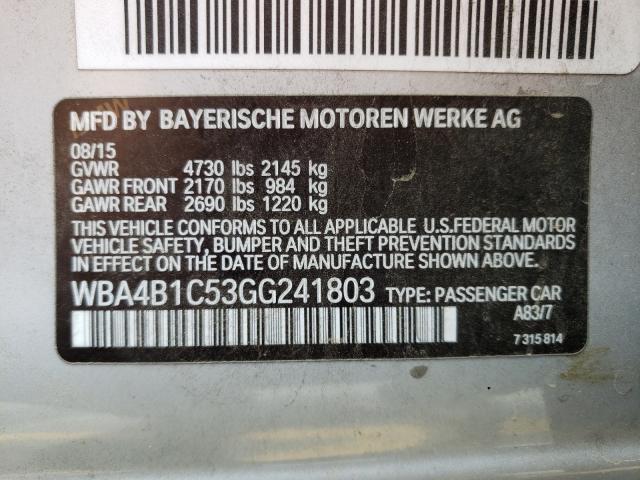 MFD BY BAYERISCHE MOTOREN WERKE AG
08/15
GVWR 4730 lbs 2145 kg
GAWR FRONT 2170 lbs 984 kg
GAWR REAR 2690 lbs 1220 kg
THIS VEHICLE CONFORMS TO ALL APPLICABLE U.S.FEDERAL MOTOR
VEHICLE SAFETY, BUMPER AND THEFT PREVENTION STANDARDS
IN EFFECT ON THE DATE OF MANUFACTURE SHOWN ABOVE.
WBA4B1C53GG241803 TYPE: PASSENGER CAR
A83/7
7 315 814